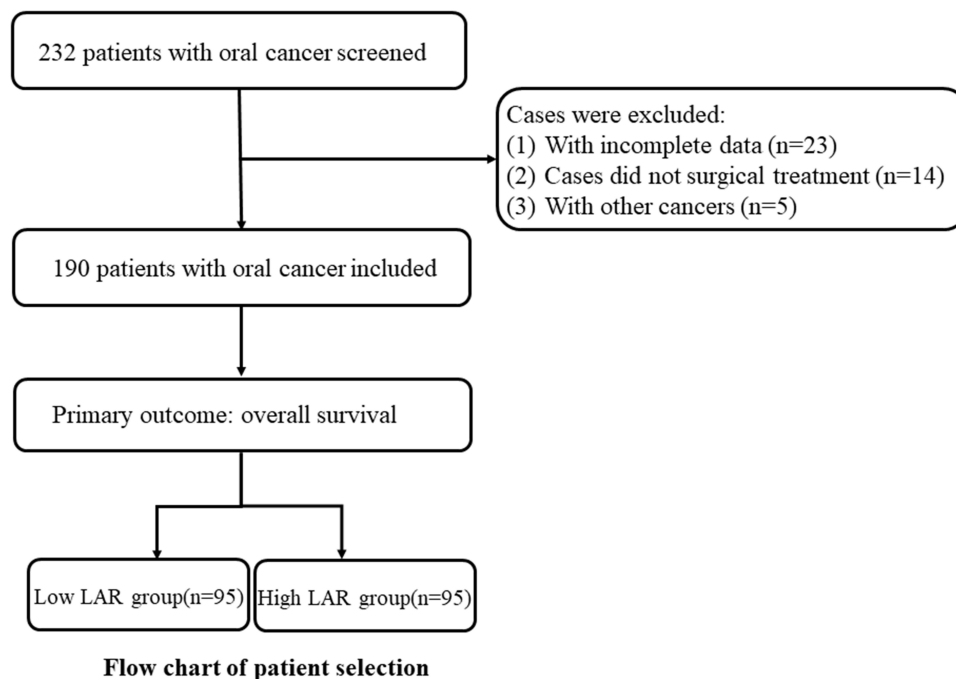 232 patients with oral cancer screened
Cases were excluded:
(1) With incomplete data (n=23)
(2) Cases did not surgical treatment (n=14)
(3) With other cancers (n=5)
190 patients with oral cancer included
Primary outcome: overall survival
Low LAR group(n=95)
High LAR group(n=95)
Flow chart of patient selection